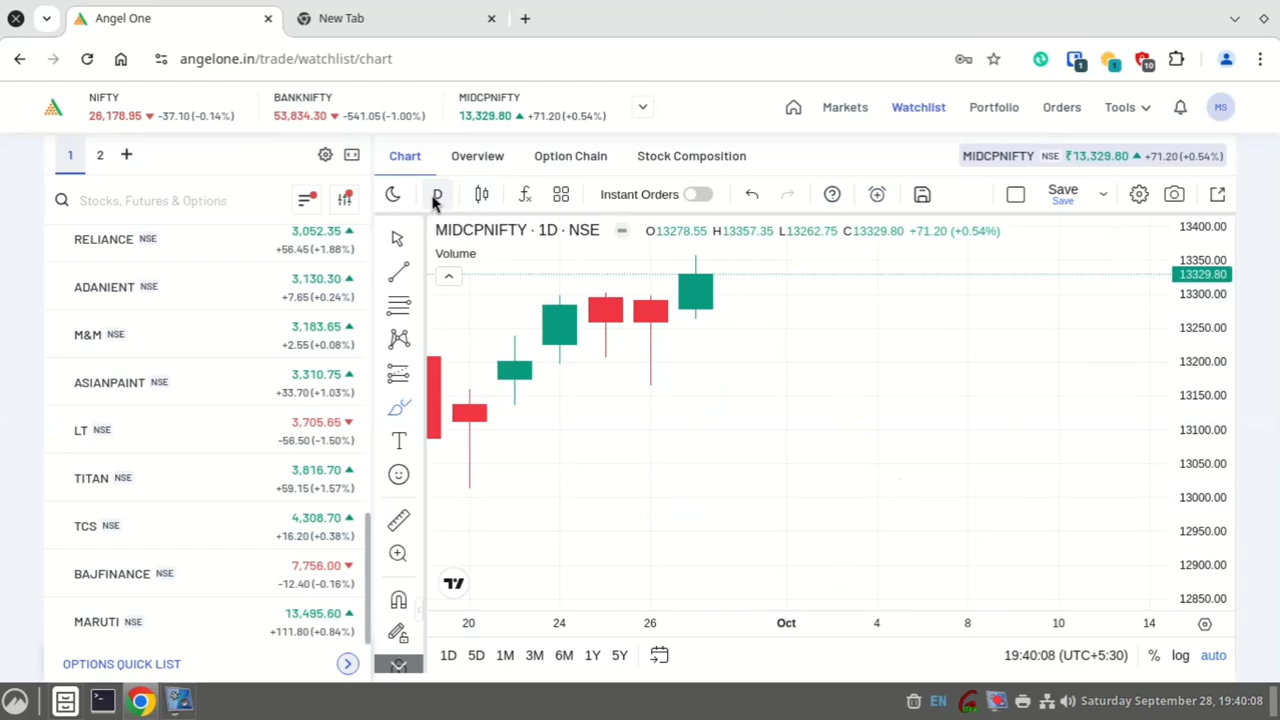 Angel One
New Tab
angelone.in/trade/watchlist/chart
1
1
10
NIFTY
26,178.95 -37.10(-0.14%)
BANKNIFTY
53,834.30 -541.05(-1.00%)
MIDCPNIFTY
13,329.80 +71.20(+0.54%)
Markets
Watchlist
Portfolio
Orders
Tools
MS
1
2
Chart
Overview
Option Chain
Stock Composition
MIDCPNIFTY NSE ₹13,329.80 +71.20(+0.54%)
Stocks, Futures & Options
D
Instant Orders
Save
Save
MIDCPNIFTY · 1D · NSE
O13278.55 H13357.35 L13262.75 C13329.80 +71.20 (+0.54%)
Volume
RELIANCE NSE
3,052.35
+56.45(+1.88%)
ADANIENT NSE
3,130.30
+7.65(+0.24%)
M&M NSE
3,183.65
+2.55(+0.08%)
ASIANPAINT NSE
3,310.75
+33.70(+1.03%)
LT NSE
3,705.65
-56.50(-1.50%)
TITAN NSE
3,816.70
+59.15(+1.57%)
TCS NSE
4,308.70
+16.20(+0.38%)
BAJFINANCE NSE
7,756.00
-12.40(-0.16%)
MARUTI NSE
13,495.60
+111.80(+0.84%)
OPTIONS QUICK LIST
13400.00
13350.00
13329.80
13300.00
13250.00
13200.00
13150.00
13100.00
13050.00
13000.00
12950.00
12900.00
12850.00
20 24 26 Oct 4 8 10 14
1D 5D 1M 3M 6M 1Y 5Y
19:40:08 (UTC+5:30) % log auto
EN
Saturday September 28, 19:40:08